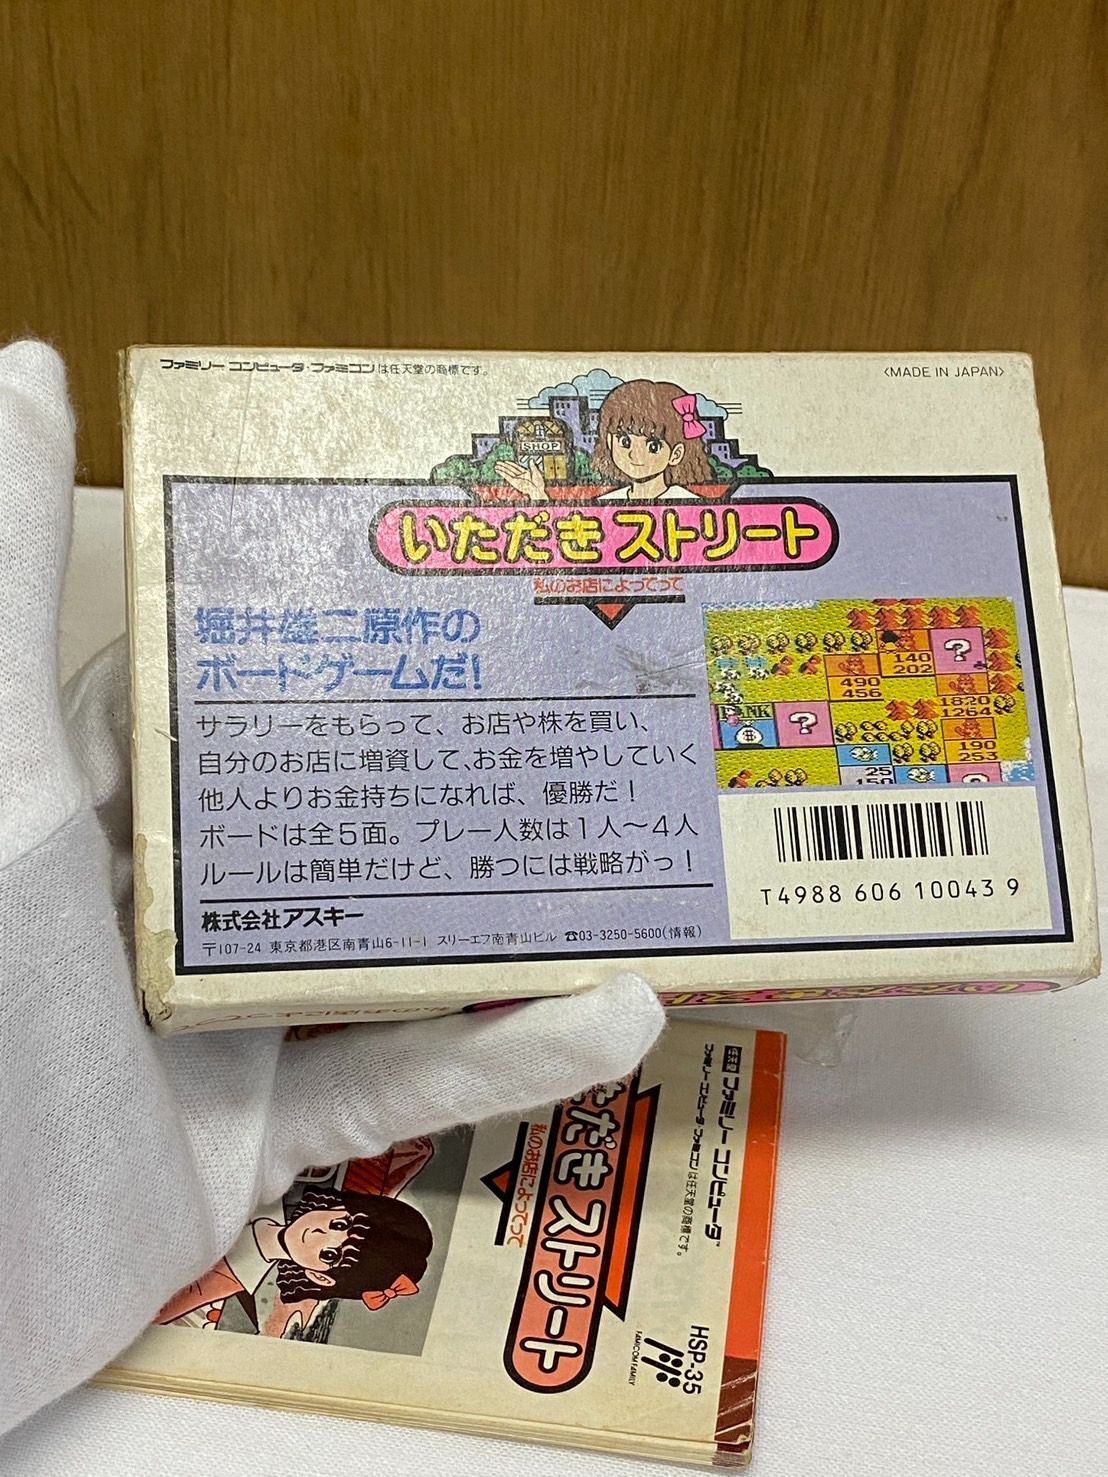 ファミリーコンピュータ・ファミコンは任天堂の商標です。
〈MADE IN JAPAN〉
SHOP
いただきストリート
私のお店によってって
堀井雄二原作の
ボードゲームだ!
サラリーをもらって、お店や株を買い、
自分のお店に増資して、お金を増やしていく
他人よりお金持ちになれば、優勝だ!
ボードは全5面。プレー人数は1人〜4人
ルールは簡単だけど、勝つには戦略がっ!
株式会社アスキー
〒107-24 東京都港区南青山6-11-1 スリーエフ南青山ビル ☎03-3250-5600(情報)
?
140
202
490
456
1820
1264
BANK
?
190
253
25
150
?
T4988 606 10043 9
任天堂 ファミリーコンピュータ™
ファミリーコンピュータ・ファミコンは任天堂の商標です。
ただきストリート
私のお店によってって
HSP-35
FAMICOM FAMILY